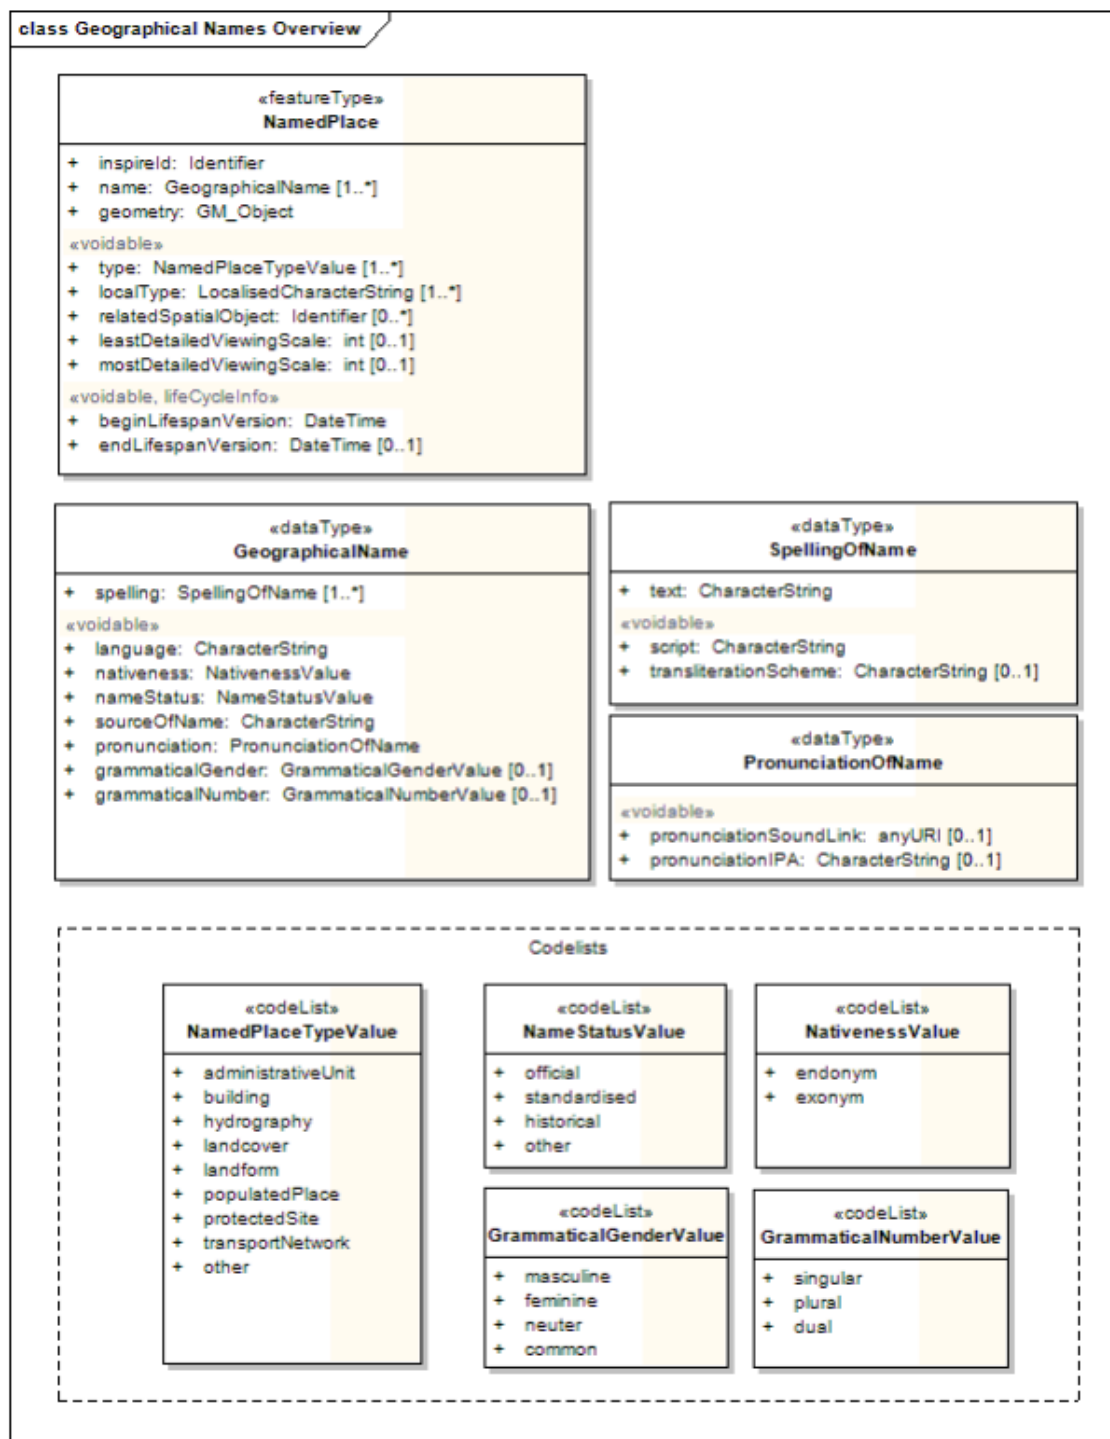 class Geographical Names Overview
«featureType»
NamedPlace
+ inspireId: Identifier
+ name: GeographicalName [1..*]
+ geometry: GM_Object
«voidable»
+ type: NamedPlaceTypeValue [1..*]
+ localType: LocalisedCharacterString [1..*]
+ relatedSpatialObject: Identifier [0..*]
+ leastDetailedViewingScale: int [0..1]
+ mostDetailedViewingScale: int [0..1]
«voidable, lifeCycleInfo»
+ beginLifespanVersion: DateTime
+ endLifespanVersion: DateTime [0..1]
«dataType»
GeographicalName
+ spelling: SpellingOfName [1..*]
«voidable»
+ language: CharacterString
+ nativeness: NativenessValue
+ nameStatus: NameStatusValue
+ sourceOfName: CharacterString
+ pronunciation: PronunciationOfName
+ grammaticalGender: GrammaticalGenderValue [0..1]
+ grammaticalNumber: GrammaticalNumberValue [0..1]
«dataType»
SpellingOfName
+ text: CharacterString
«voidable»
+ script: CharacterString
+ transliterationScheme: CharacterString [0..1]
«dataType»
PronunciationOfName
«voidable»
+ pronunciationSoundLink: anyURI [0..1]
+ pronunciationIPA: CharacterString [0..1]
Codelists
«codeList»
NamedPlaceTypeValue
+ administrativeUnit
+ building
+ hydrography
+ landcover
+ landform
+ populatedPlace
+ protectedSite
+ transportNetwork
+ other
«codeList»
NameStatusValue
+ official
+ standardised
+ historical
+ other
«codeList»
NativenessValue
+ endonym
+ exonym
«codeList»
GrammaticalGenderValue
+ masculine
+ feminine
+ neuter
+ common
«codeList»
GrammaticalNumberValue
+ singular
+ plural
+ dual